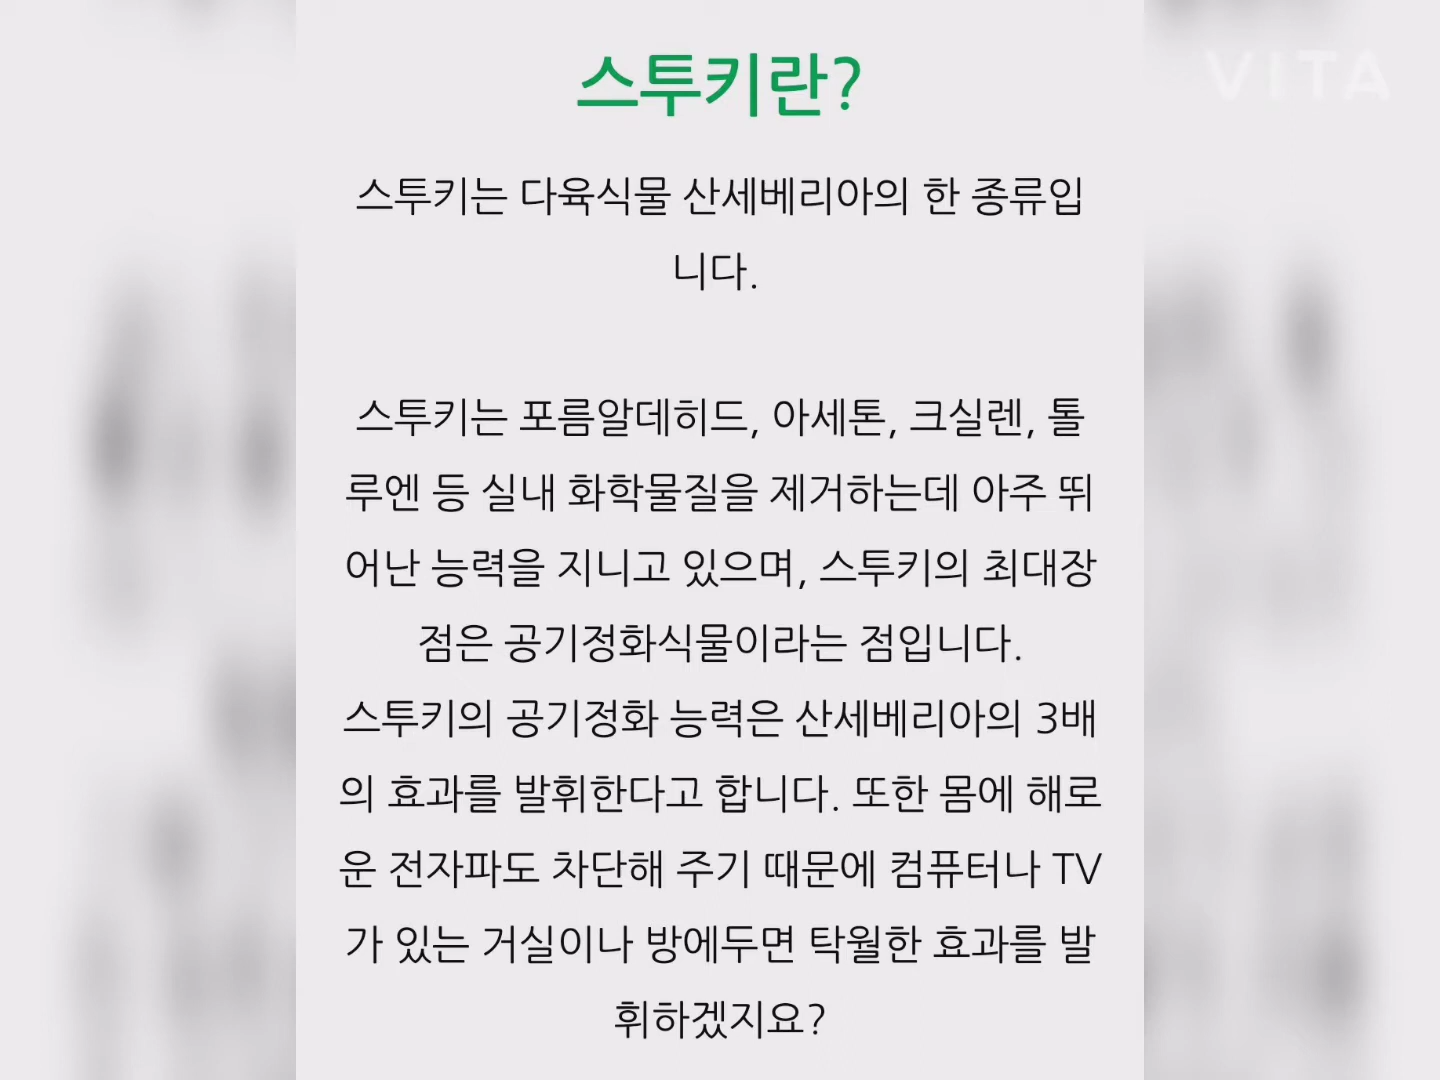 스투키란?
VITA
스투키는 다육식물 산세베리아의 한 종류입
니다.
스투키는 포름알데히드, 아세톤, 크실렌, 톨
루엔 등 실내 화학물질을 제거하는데 아주 뛰
어난 능력을 지니고 있으며, 스투키의 최대장
점은 공기정화식물이라는 점입니다.
스투키의 공기정화 능력은 산세베리아의 3배
의 효과를 발휘한다고 합니다. 또한 몸에 해로
운 전자파도 차단해 주기 때문에 컴퓨터나 TV
가 있는 거실이나 방에두면 탁월한 효과를 발
휘하겠지요?